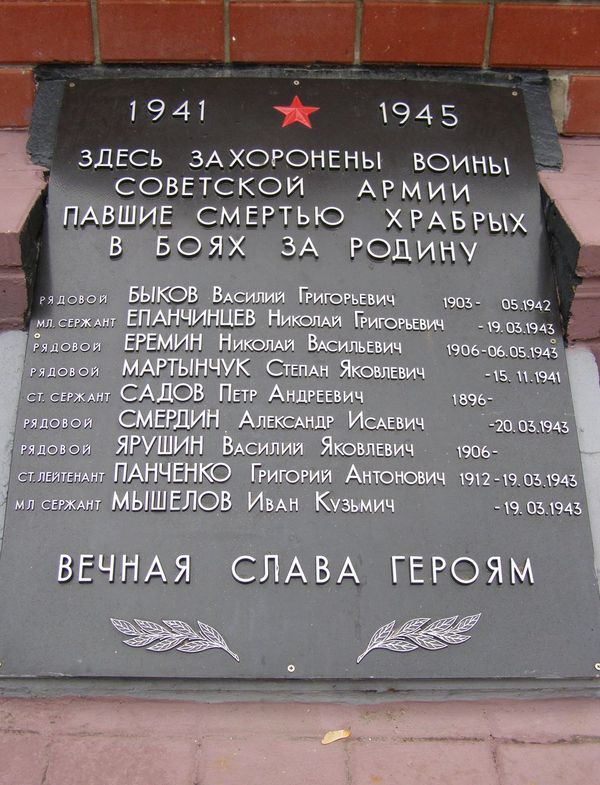 1941 1945
ЗДЕСЬ ЗАХОРОНЕНЫ ВОИНЫ
СОВЕТСКОЙ АРМИИ
ПАВШИЕ СМЕРТЬЮ ХРАБРЫХ
В БОЯХ ЗА РОДИНУ
РЯДОВОЙ БЫКОВ Василий Григорьевич 1903- 05.1942
МЛ. СЕРЖАНТ ЕПАНЧИНЦЕВ Николай Григорьевич -19.03.1943
РЯДОВОЙ ЕРЕМИН Николай Васильевич 1906-06.05.1943
РЯДОВОЙ МАРТЫНЧУК Степан Яковлевич -15.11.1941
СТ. СЕРЖАНТ САДОВ Петр Андреевич 1896-
РЯДОВОЙ СМЕРДИН Александр Исаевич -20.03.1943
РЯДОВОЙ ЯРУШИН Василий Яковлевич 1906-
СТ.ЛЕЙТЕНАНТ ПАНЧЕНКО Григорий Антонович 1912-19.03.1943
МЛ СЕРЖАНТ МЫШЕЛОВ Иван Кузьмич -19.03.1943
ВЕЧНАЯ СЛАВА ГЕРОЯМ